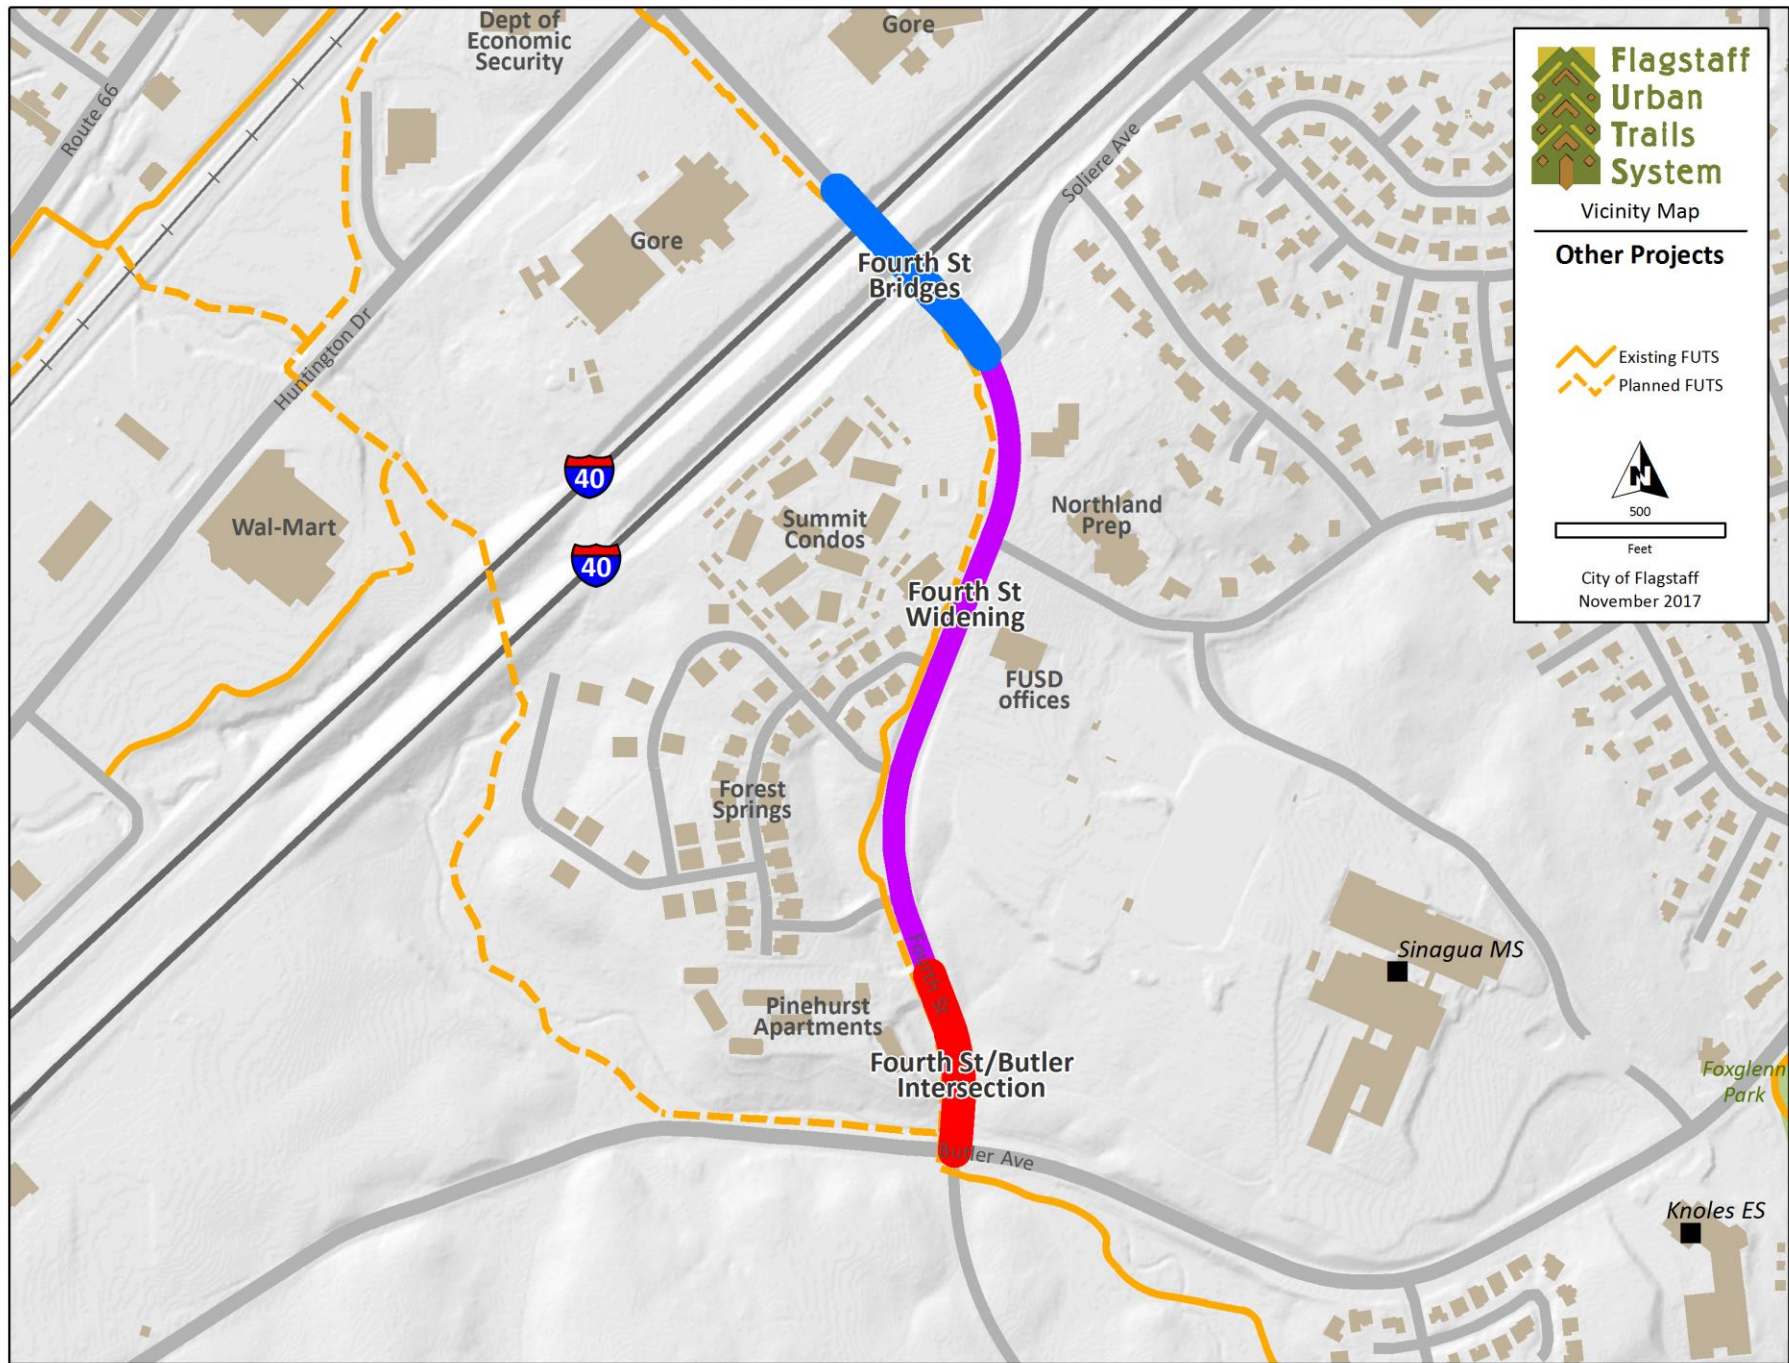 Dept of
Economic
Security
Gore
Route 66
Soliere Ave
Gore
Fourth St
Bridges
Huntington Dr
40
Wal-Mart
Summit
Condos
Northland
Prep
40
Fourth St
Widening
FUSD
offices
Forest
Springs
Fourth St
Sinagua MS
Pinehurst
Apartments
Fourth St/Butler
Intersection
Foxglenn
Park
Butler Ave
Knoles ES
Flagstaff
Urban
Trails
System
Vicinity Map
Other Projects
Existing FUTS
Planned FUTS
N
500
Feet
City of Flagstaff
November 2017